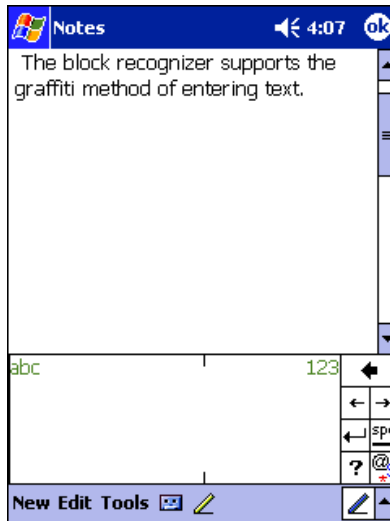 Notes 4:07 ok
The block recognizer supports the
graffiti method of entering text.
abc 123
?
@
*
New Edit Tools